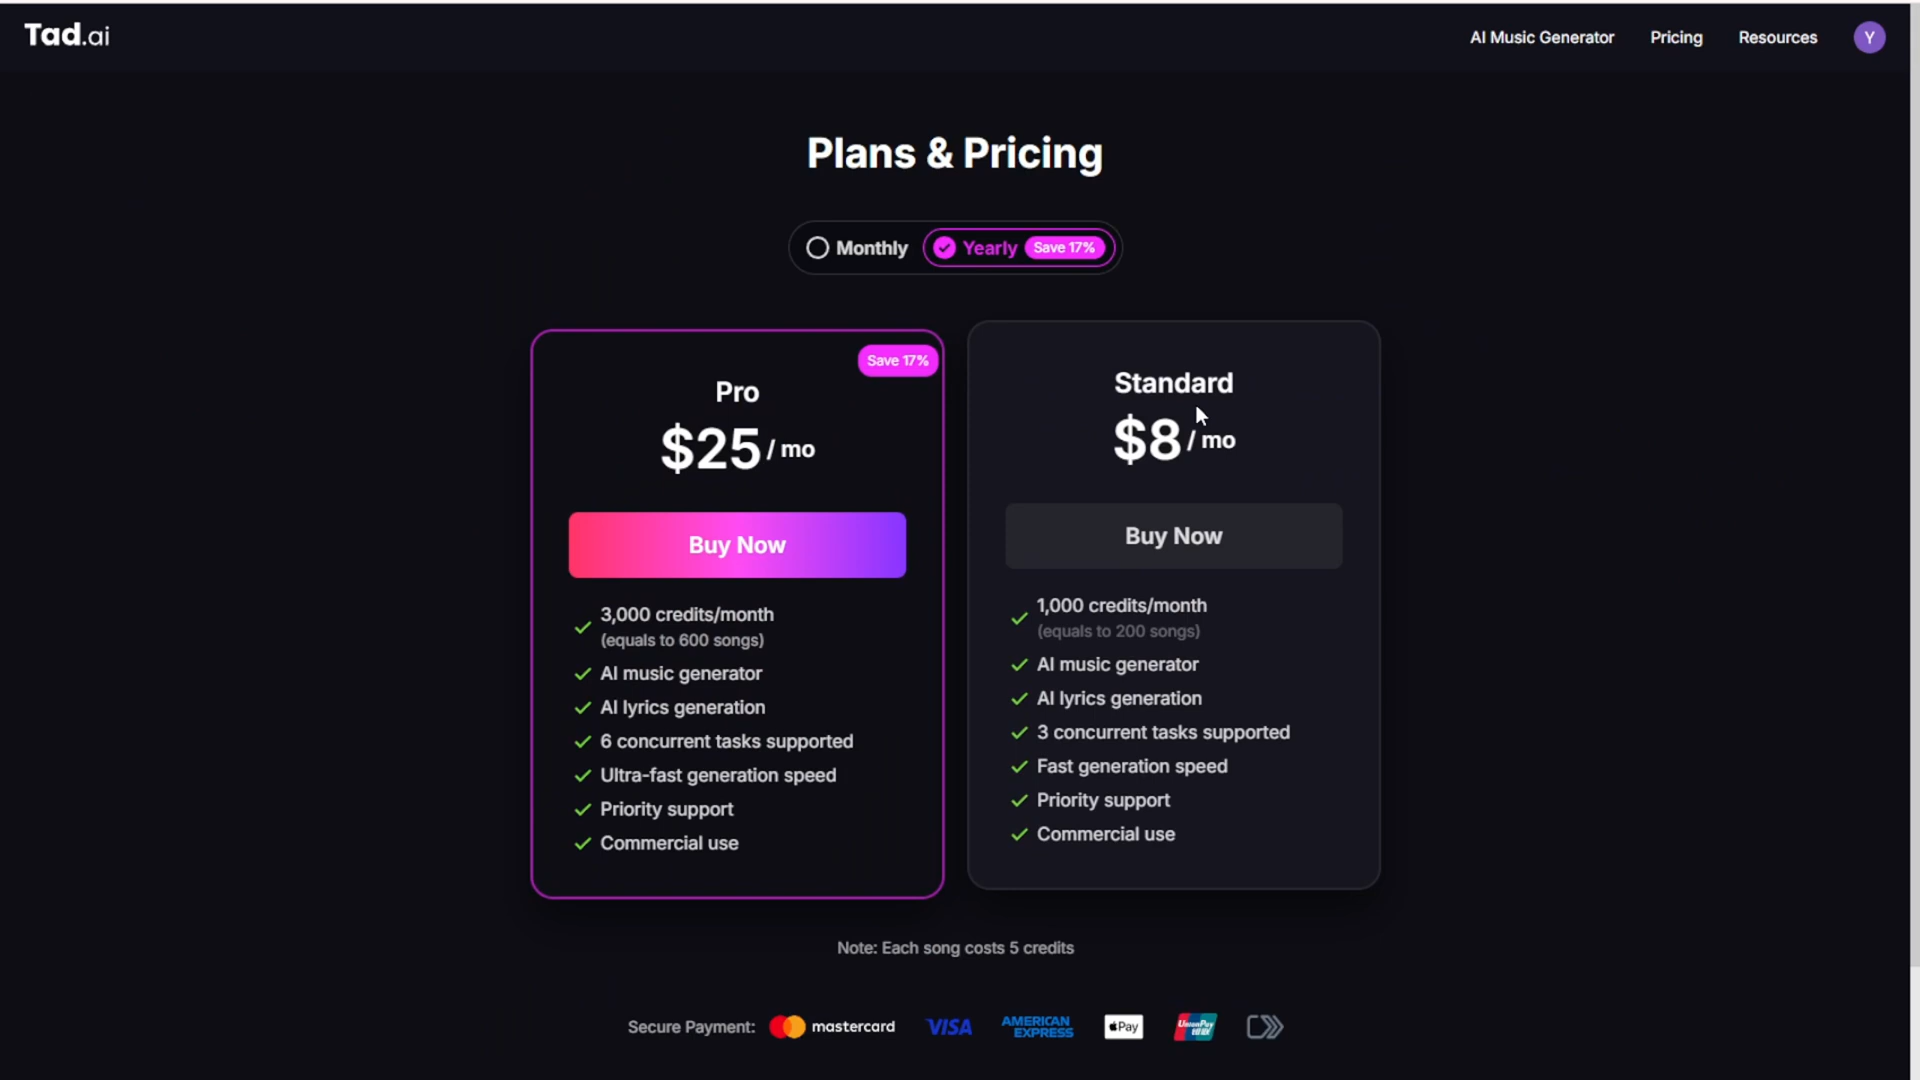 Tad.ai
AI Music Generator
Pricing
Resources
Y
Plans & Pricing
Monthly
Yearly
Save 17%
Save 17%
Pro
$25 / mo
Buy Now
3,000 credits/month
(equals to 600 songs)
AI music generator
AI lyrics generation
6 concurrent tasks supported
Ultra-fast generation speed
Priority support
Commercial use
Standard
$8 / mo
Buy Now
1,000 credits/month
(equals to 200 songs)
AI music generator
AI lyrics generation
3 concurrent tasks supported
Fast generation speed
Priority support
Commercial use
Note: Each song costs 5 credits
Secure Payment:
mastercard
VISA
AMERICAN
EXPRESS
Pay
UnionPay
银联